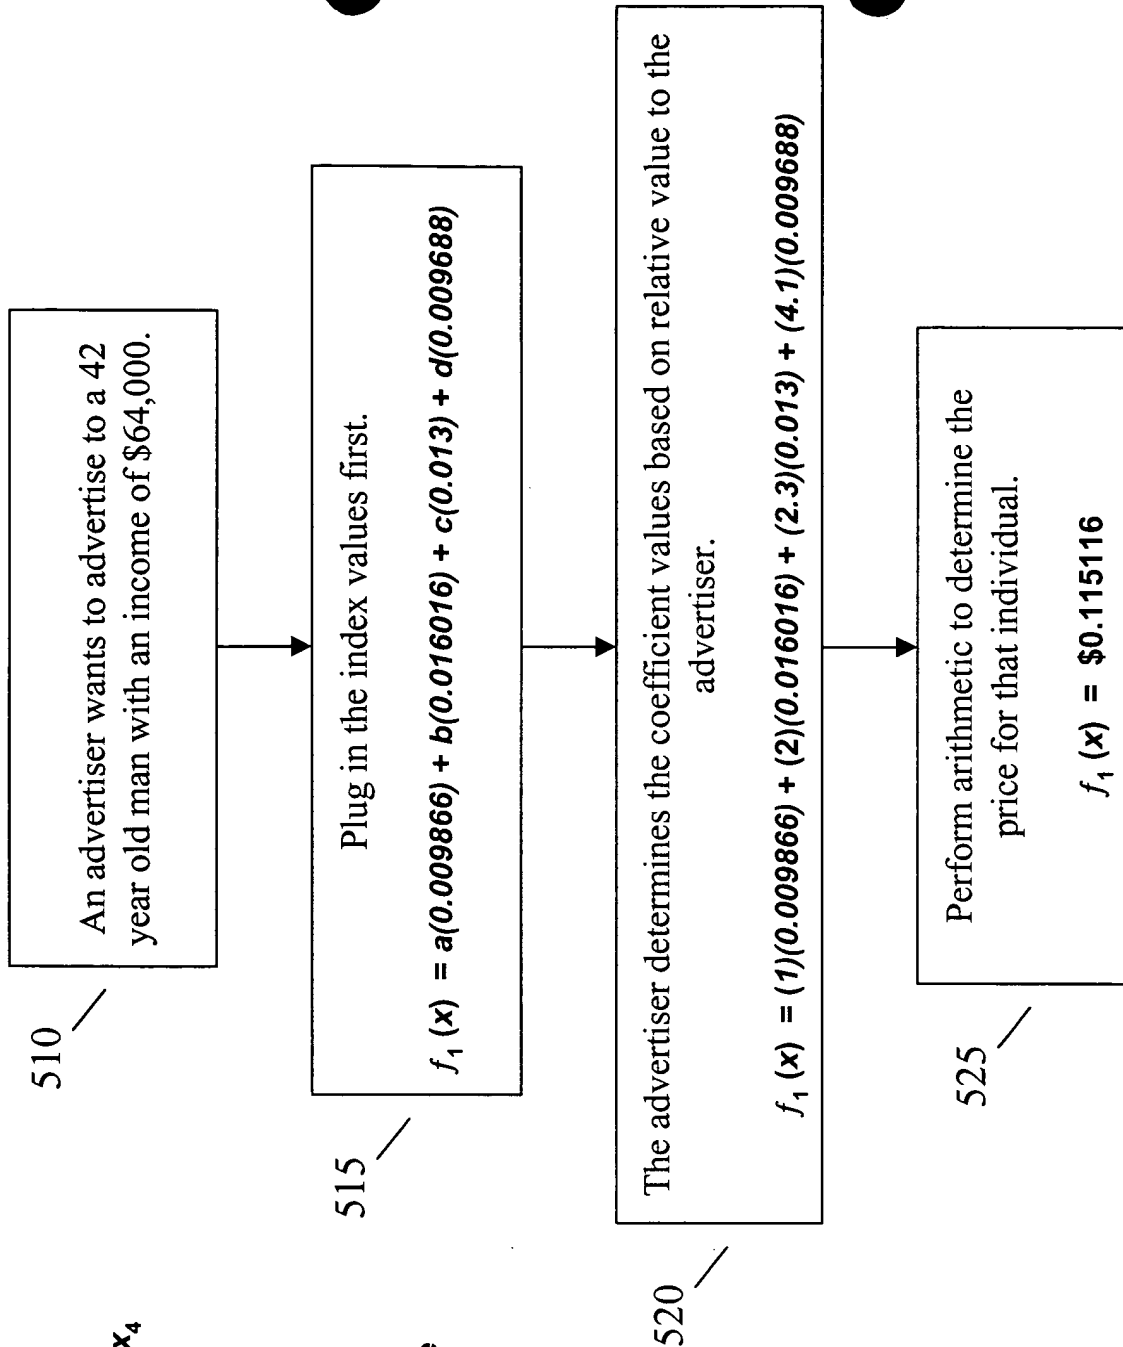 510
An advertiser wants to advertise to a 42
year old man with an income of $64,000.
515
Plug in the index values first.
f₁ (x) = a(0.009866) + b(0.016016) + c(0.013) + d(0.009688)
520
The advertiser determines the coefficient values based on relative value to the
advertiser.
f₁ (x) = (1)(0.009866) + (2)(0.016016) + (2.3)(0.013) + (4.1)(0.009688)
525
Perform arithmetic to determine the
price for that individual.
f₁ (x) = $0.115116
x₄